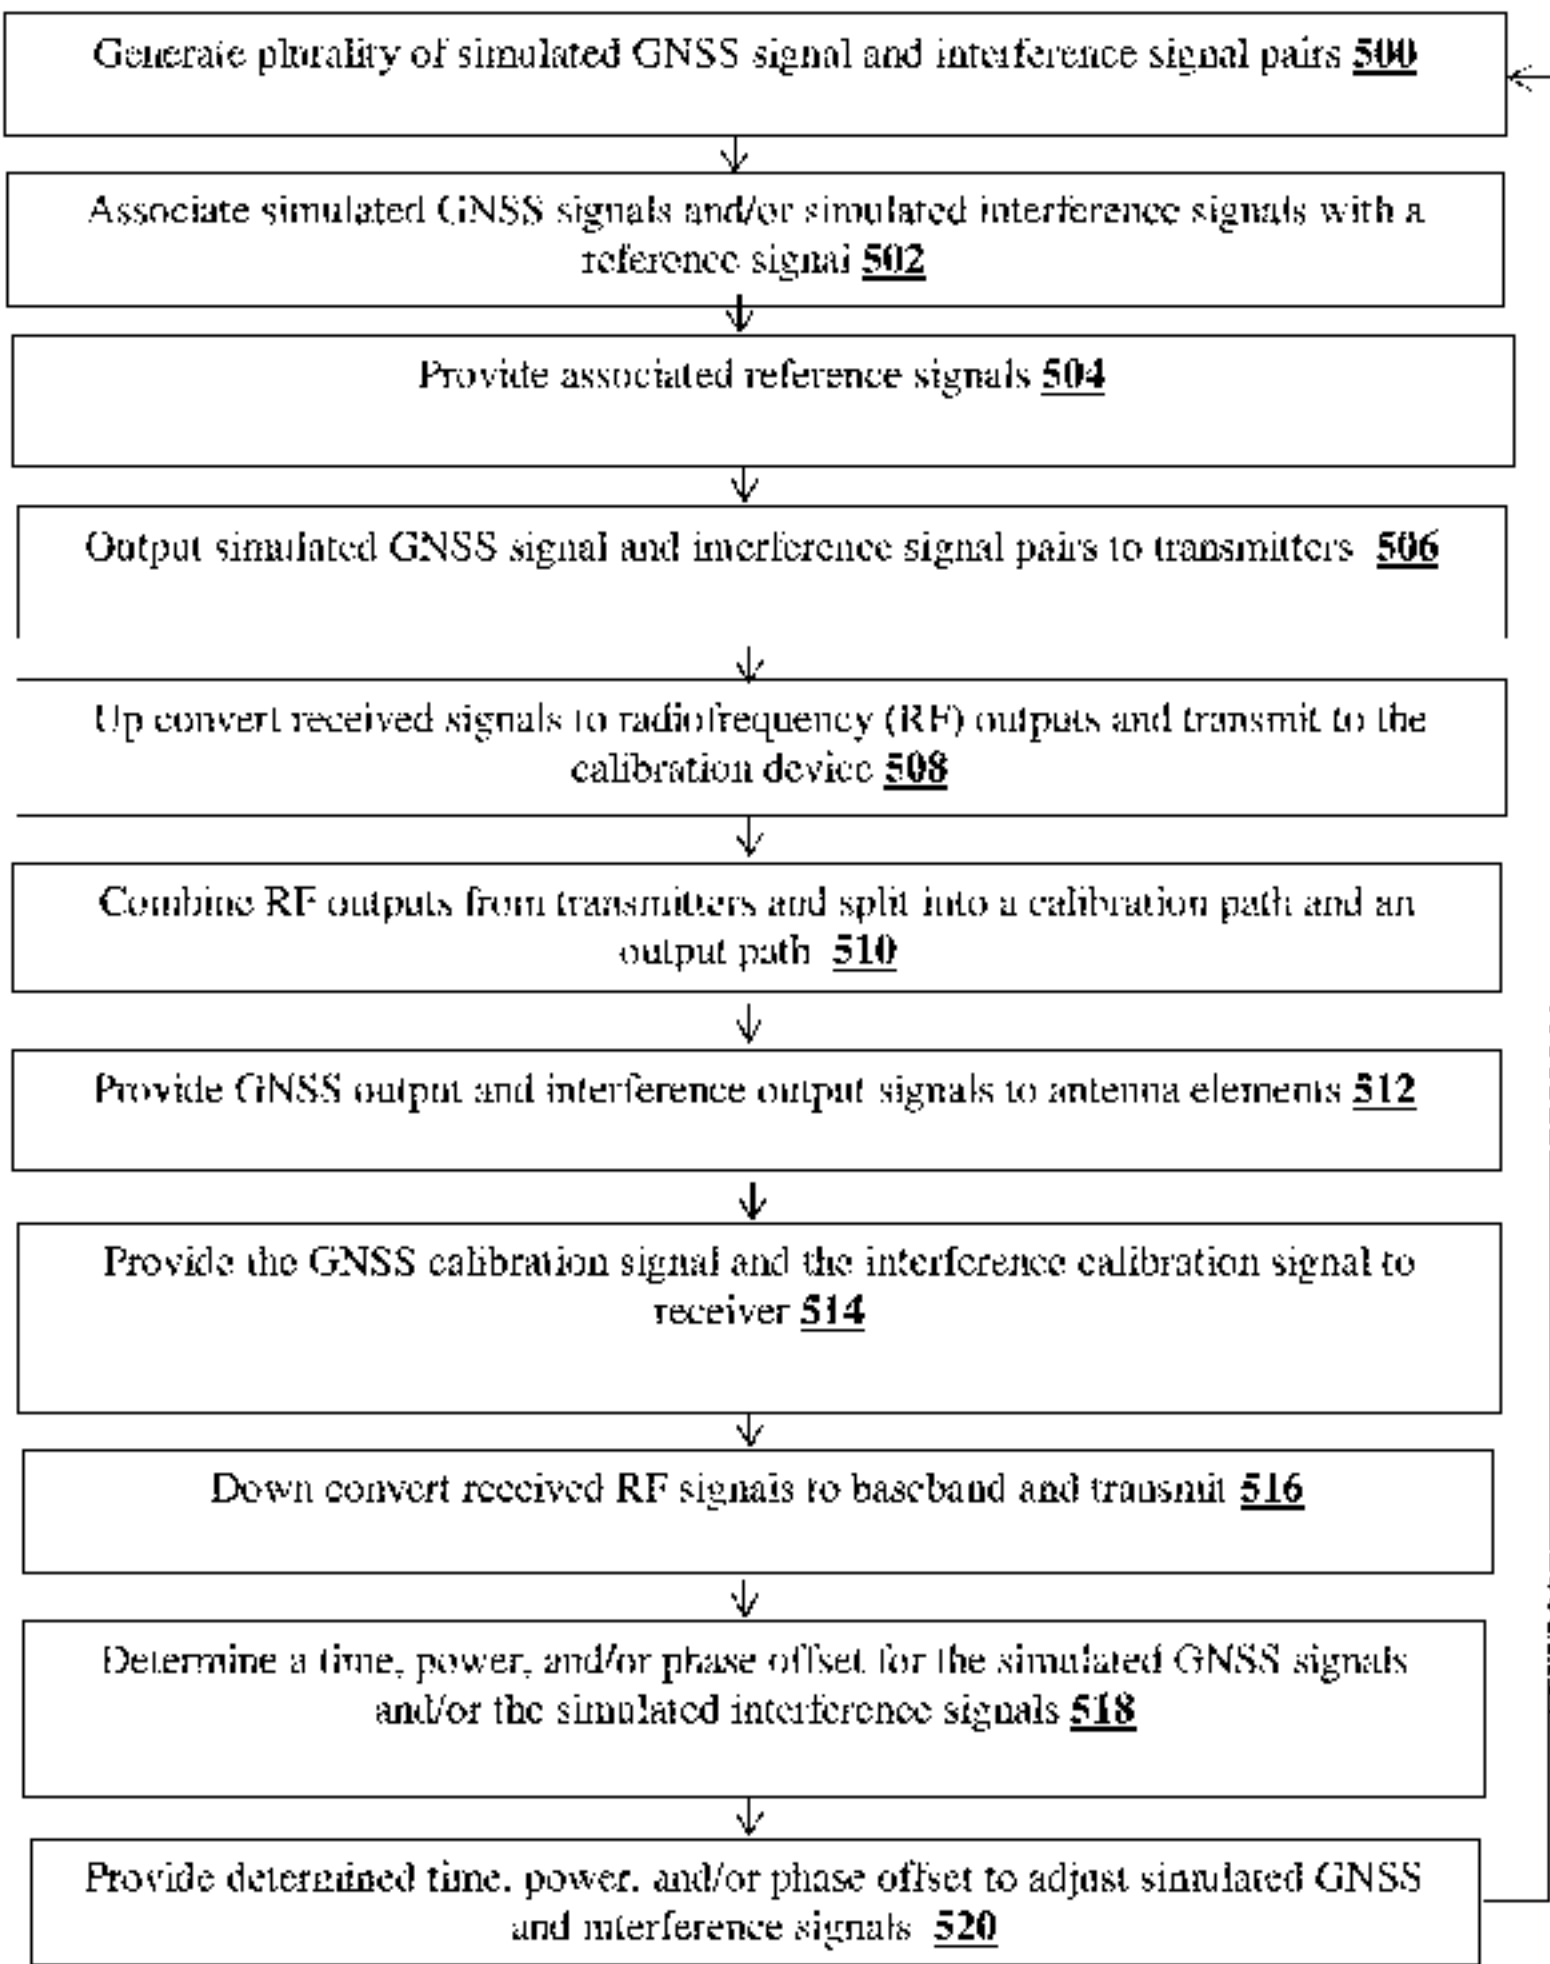 Generate plurality of simulated GNSS signal and interference signal pairs 500
Associate simulated GNSS signals and/or simulated interference signals with a
reference signal 502
Provide associated reference signals 504
Output simulated GNSS signal and interference signal pairs to transmitters 506
Up convert received signals to radiofrequency (RF) outputs and transmit to the
calibration device 508
Combine RF outputs from transmitters and split into a calibration path and an
output path 510
Provide GNSS output and interference output signals to antenna elements 512
Provide the GNSS calibration signal and the interference calibration signal to
receiver 514
Down convert received RF signals to baseband and transmit 516
Determine a time, power, and/or phase offset for the simulated GNSS signals
and/or the simulated interference signals 518
Provide determined time, power, and/or phase offset to adjust simulated GNSS
and interference signals 520